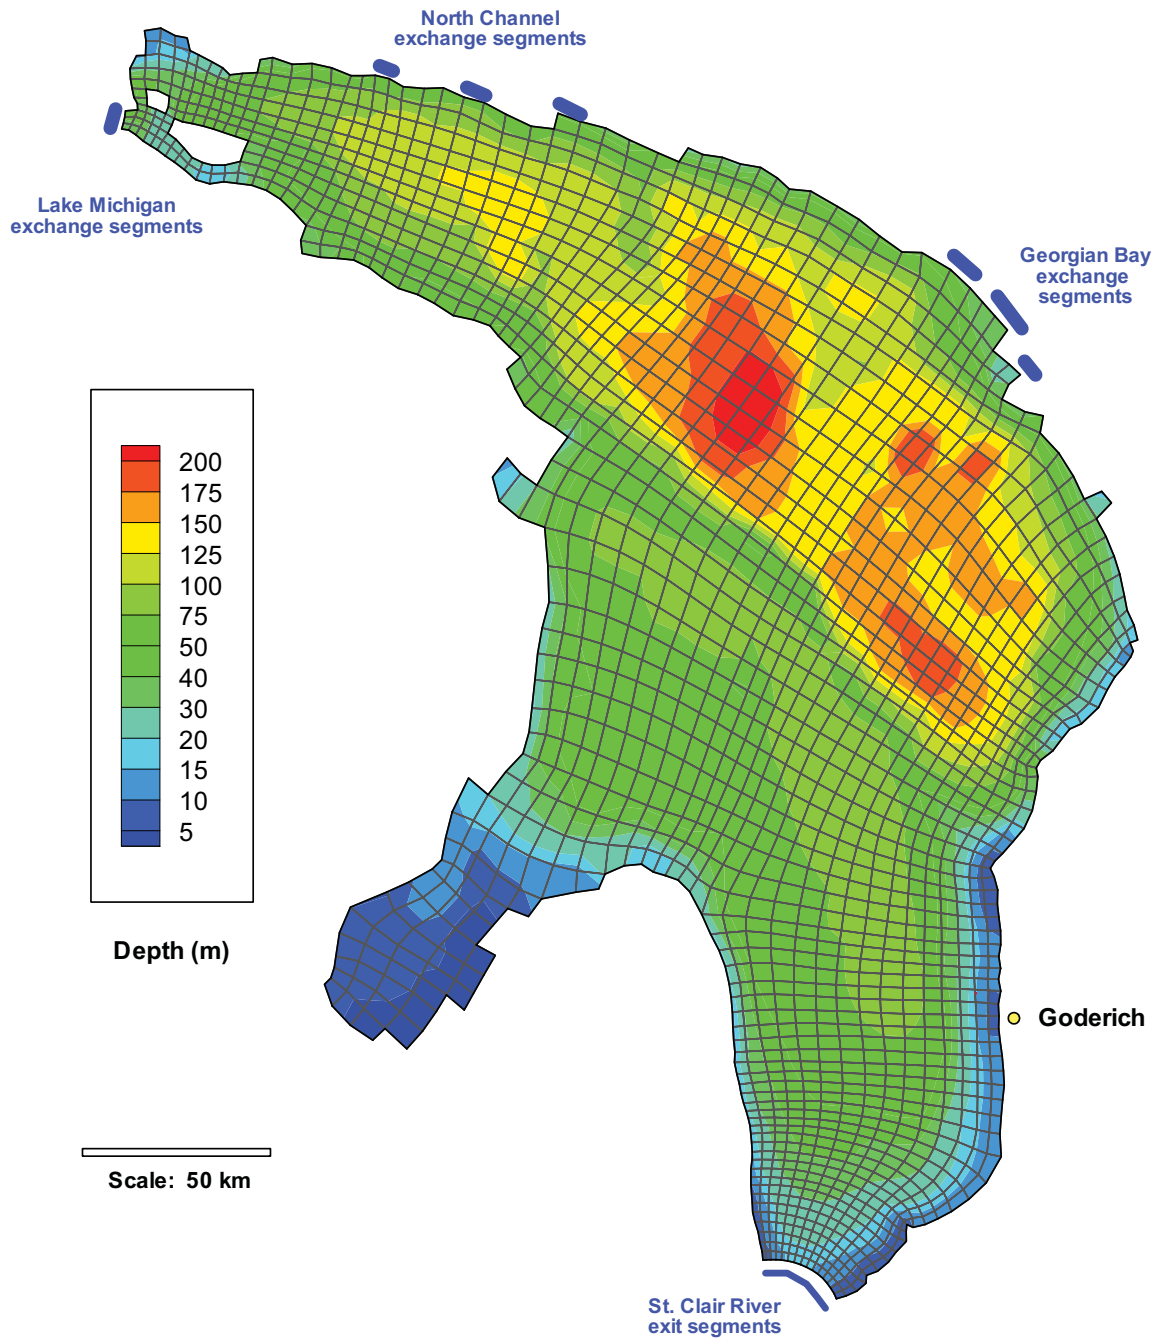 North Channel
exchange segments
Lake Michigan
exchange segments
Georgian Bay
exchange
segments
200
175
150
125
100
75
50
40
30
20
15
10
5
Depth (m)
Goderich
Scale: 50 km
St. Clair River
exit segments